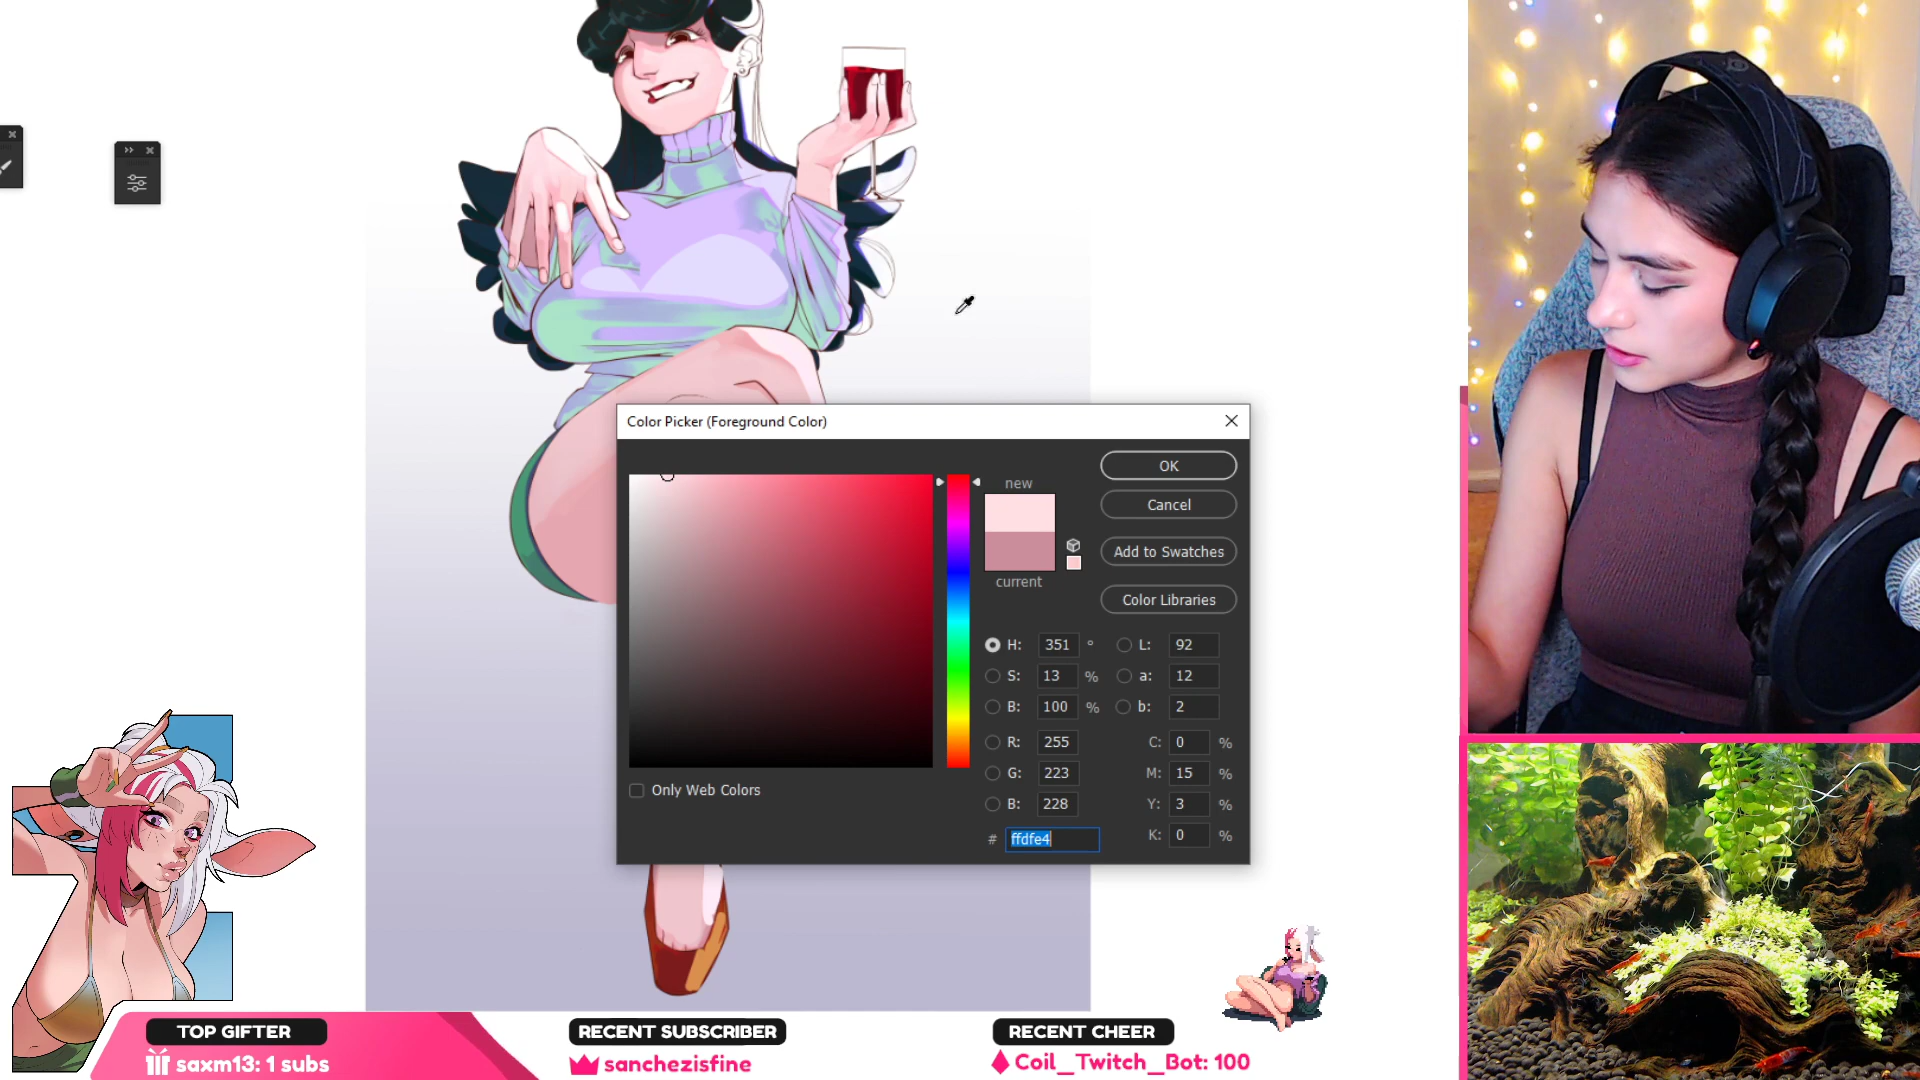 Color Picker (Foreground Color)
new
current
OK
Cancel
Add to Swatches
Color Libraries
H: 351 °
S: 13 %
B: 100 %
R: 255
G: 223
B: 228
# ffdfe4
L: 92
a: 12
b: 2
C: 0 %
M: 15 %
Y: 3 %
K: 0 %
Only Web Colors
TOP GIFTER
saxm13: 1 subs
RECENT SUBSCRIBER
sanchezisfine
RECENT CHEER
Coil_Twitch_Bot: 100